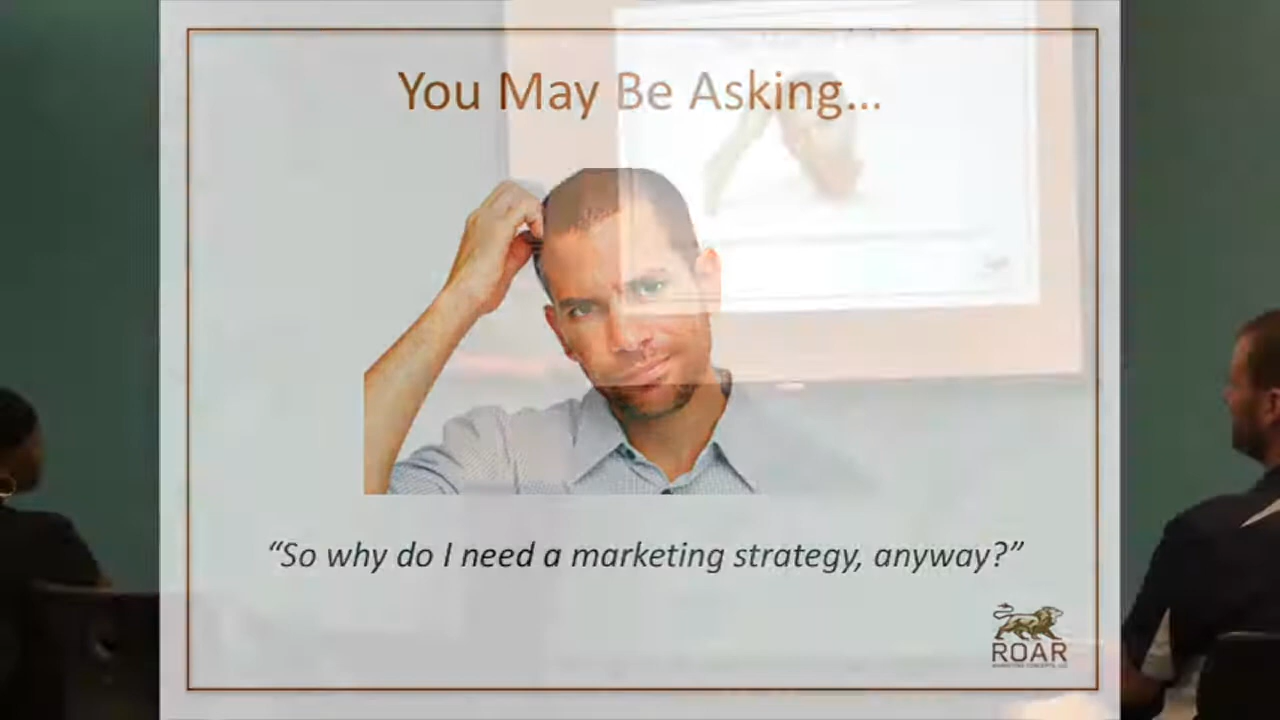 You May Be Asking...
“So why do I need a marketing strategy, anyway?”
ROAR